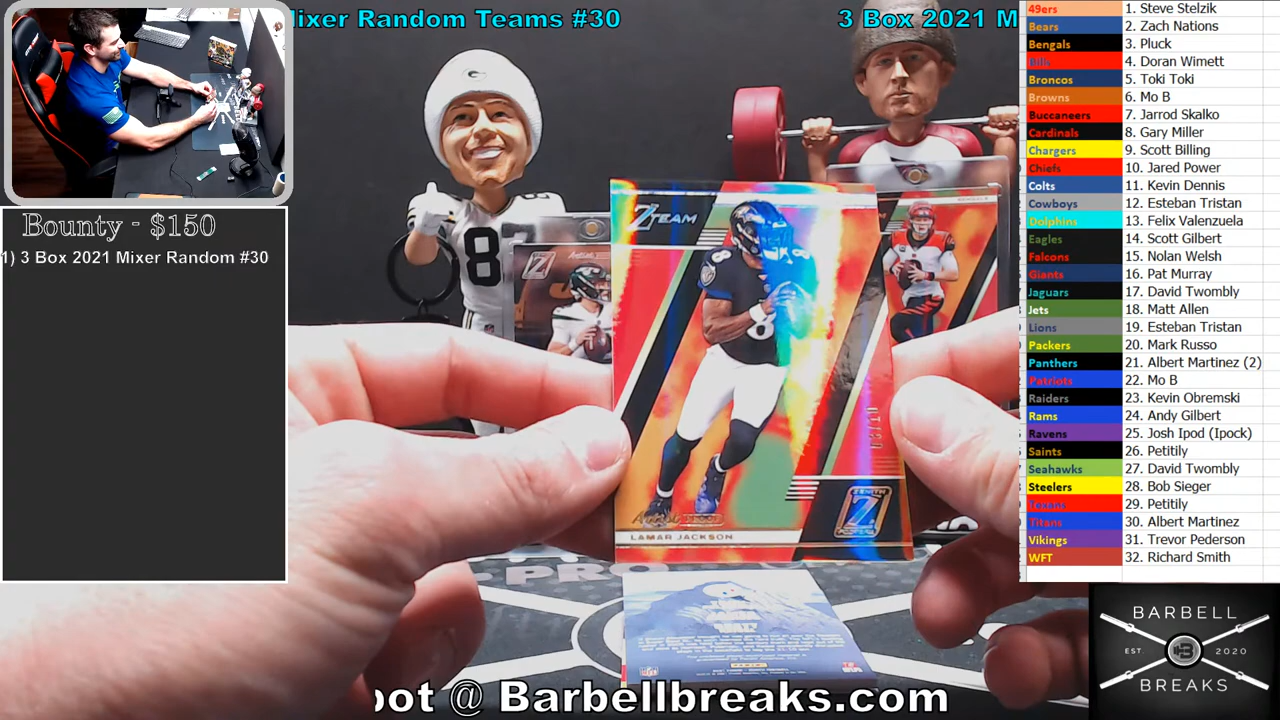 Mixer Random Teams #30
3 Box 2021 M
Bounty - $150
1) 3 Box 2021 Mixer Random #30
49ers 1. Steve Stelzik
Bears 2. Zach Nations
Bengals 3. Pluck
Bills 4. Doran Wimett
Broncos 5. Toki Toki
Browns 6. Mo B
Buccaneers 7. Jarrod Skalko
Cardinals 8. Gary Miller
Chargers 9. Scott Billing
Chiefs 10. Jared Power
Colts 11. Kevin Dennis
Cowboys 12. Esteban Tristan
Dolphins 13. Felix Valenzuela
Eagles 14. Scott Gilbert
Falcons 15. Nolan Welsh
Giants 16. Pat Murray
Jaguars 17. David Twombly
Jets 18. Matt Allen
Lions 19. Esteban Tristan
Packers 20. Mark Russo
Panthers 21. Albert Martinez (2)
Patriots 22. Mo B
Raiders 23. Kevin Obremski
Rams 24. Andy Gilbert
Ravens 25. Josh Ipod (Ipock)
Saints 26. Petitily
Seahawks 27. David Twombly
Steelers 28. Bob Sieger
Texans 29. Petitily
Titans 30. Albert Martinez
Vikings 31. Trevor Pederson
WFT 32. Richard Smith
Z TEAM
8
87
Artist Proof
LAMAR JACKSON
ZENITH
Z
G
BARBELL
EST. 2020
BREAKS
pot @ Barbellbreaks.com